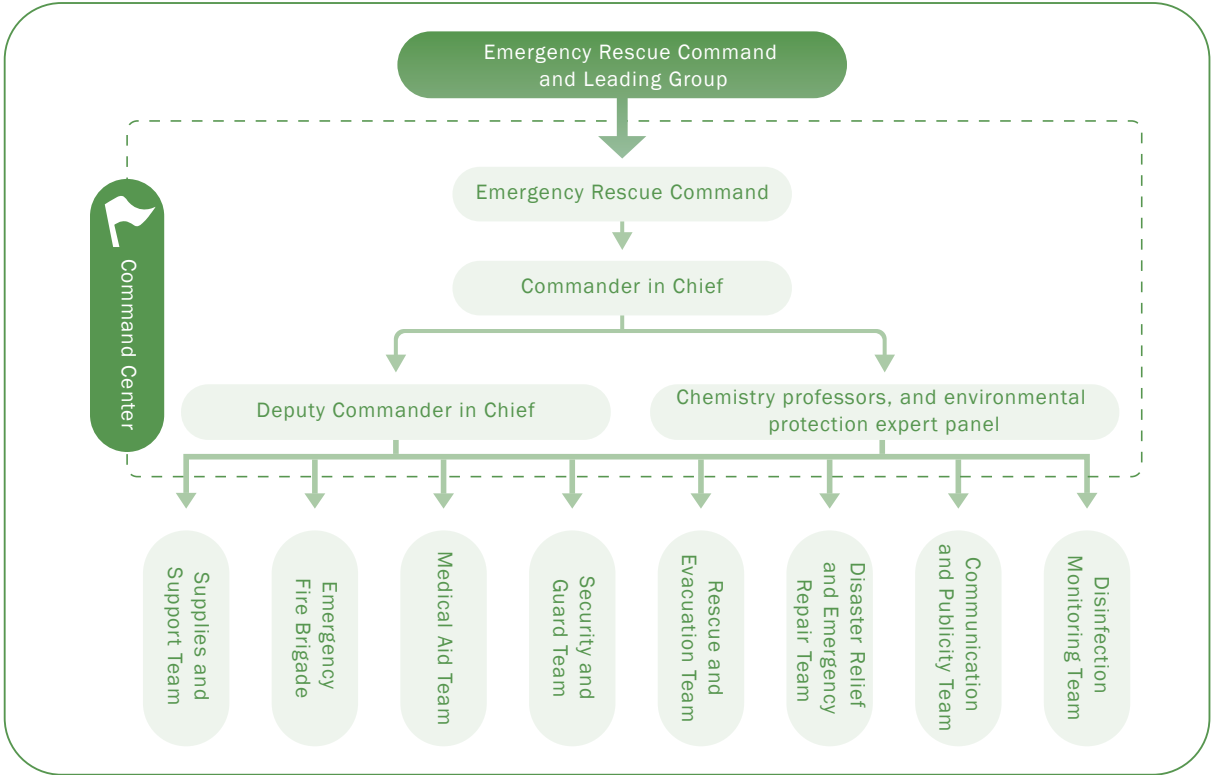 Emergency Rescue Command
and Leading Group
Emergency Rescue Command
Commander in Chief
Command Center
Deputy Commander in Chief
Chemistry professors, and environmental
protection expert panel
Supplies and
Support Team
Emergency
Fire Brigade
Medical Aid Team
Security and
Guard Team
Rescue and
Evacuation Team
Disaster Relief
and Emergency
Repair Team
Communication
and Publicity Team
Disinfection
Monitoring Team